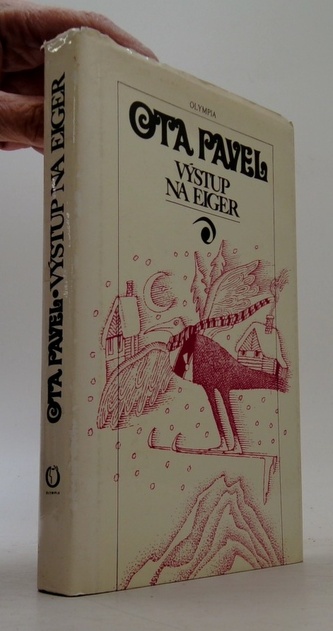 OLYMPIA
OTA PAVEL
VÝSTUP
NA EIGER
OTA PAVEL • VÝSTUP NA EIGER
OLYMPIA